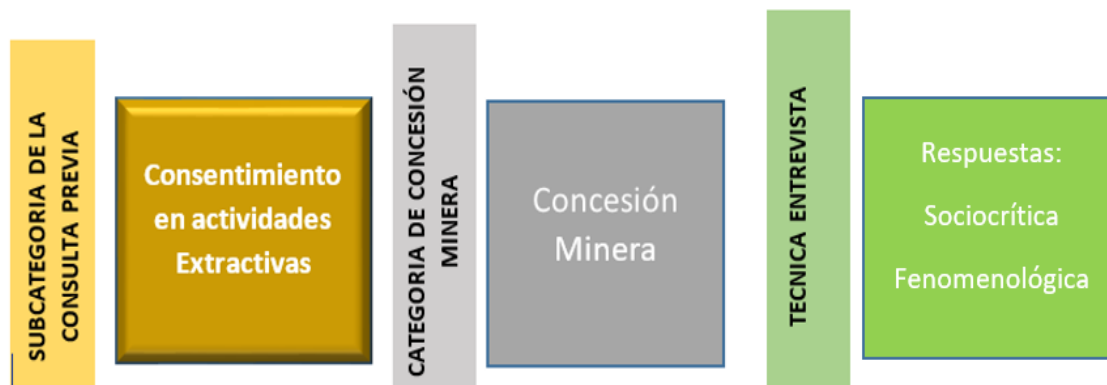 SUBCATEGORIA DE LA
CONSULTA PREVIA
Consentimiento
en actividades
Extractivas
CATEGORIA DE CONCESIÓN
MINERA
Concesión
Minera
TECNICA ENTREVISTA
Respuestas:
Sociocrítica
Fenomenológica